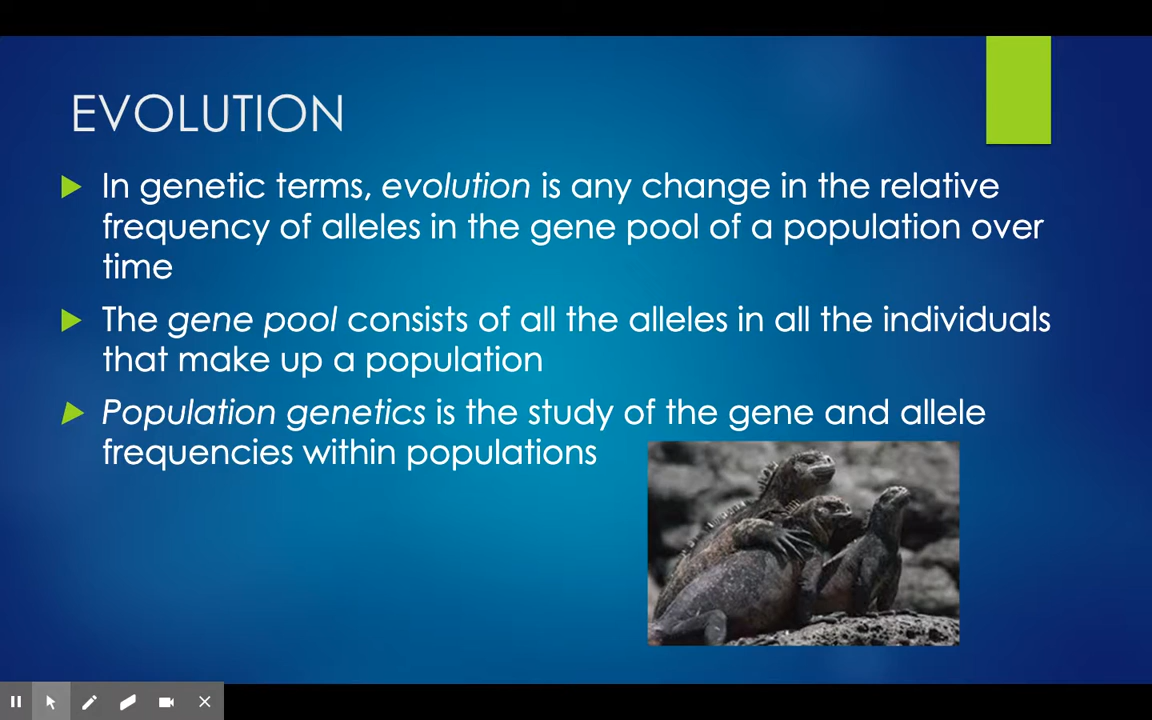 EVOLUTION
In genetic terms, evolution is any change in the relative
frequency of alleles in the gene pool of a population over
time
The gene pool consists of all the alleles in all the individuals
that make up a population
Population genetics is the study of the gene and allele
frequencies within populations